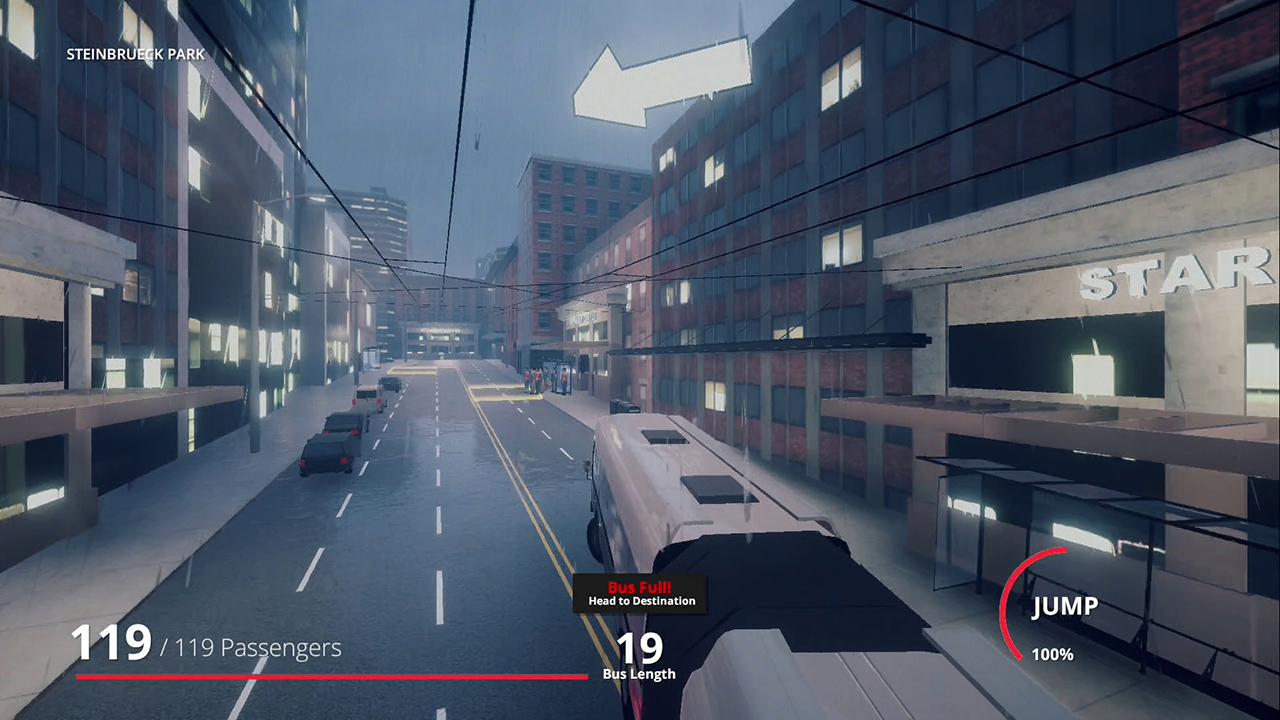 STEINBRUECK PARK
STAR
Bus Full!
Head to Destination
119 / 119 Passengers
19
Bus Length
JUMP
100%